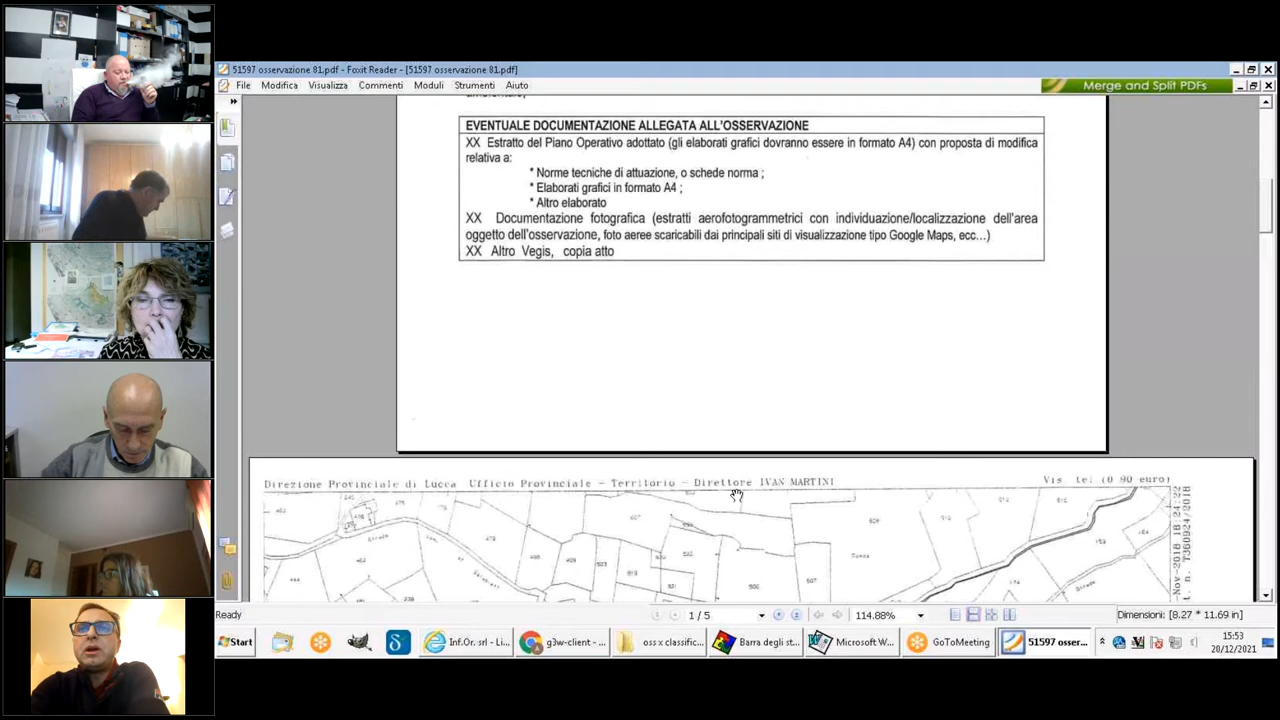 51597 osservazione 81.pdf - Foxit Reader - [51597 osservazione 81.pdf]
File Modifica Visualizza Commenti Moduli Strumenti Aiuto
Merge and Split PDFs
EVENTUALE DOCUMENTAZIONE ALLEGATA ALL'OSSERVAZIONE
XX Estratto del Piano Operativo adottato (gli elaborati grafici dovranno essere in formato A4) con proposta di modifica
relativa a:
* Norme tecniche di attuazione, o schede norma ;
* Elaborati grafici in formato A4 ;
* Altro elaborato
XX Documentazione fotografica (estratti aerofotogrammetrici con individuazione/localizzazione dell'area
oggetto dell'osservazione, foto aeree scaricabili dai principali siti di visualizzazione tipo Google Maps, ecc...)
XX Altro Vegis, copia atto
Direzione Provinciale di Lucca Ufficio Provinciale - Territorio - Direttore IVAN MARTINI
Vis. tel (0.90 euro)
Ready
1 / 5
114.88%
Dimensioni: [8.27 * 11.69 in]
Start
Inf.Or. srl - Li...
g3w-client - ...
oss x classific...
Barra degli st...
Microsoft W...
GoToMeeting
51597 osser...
15:53
20/12/2021